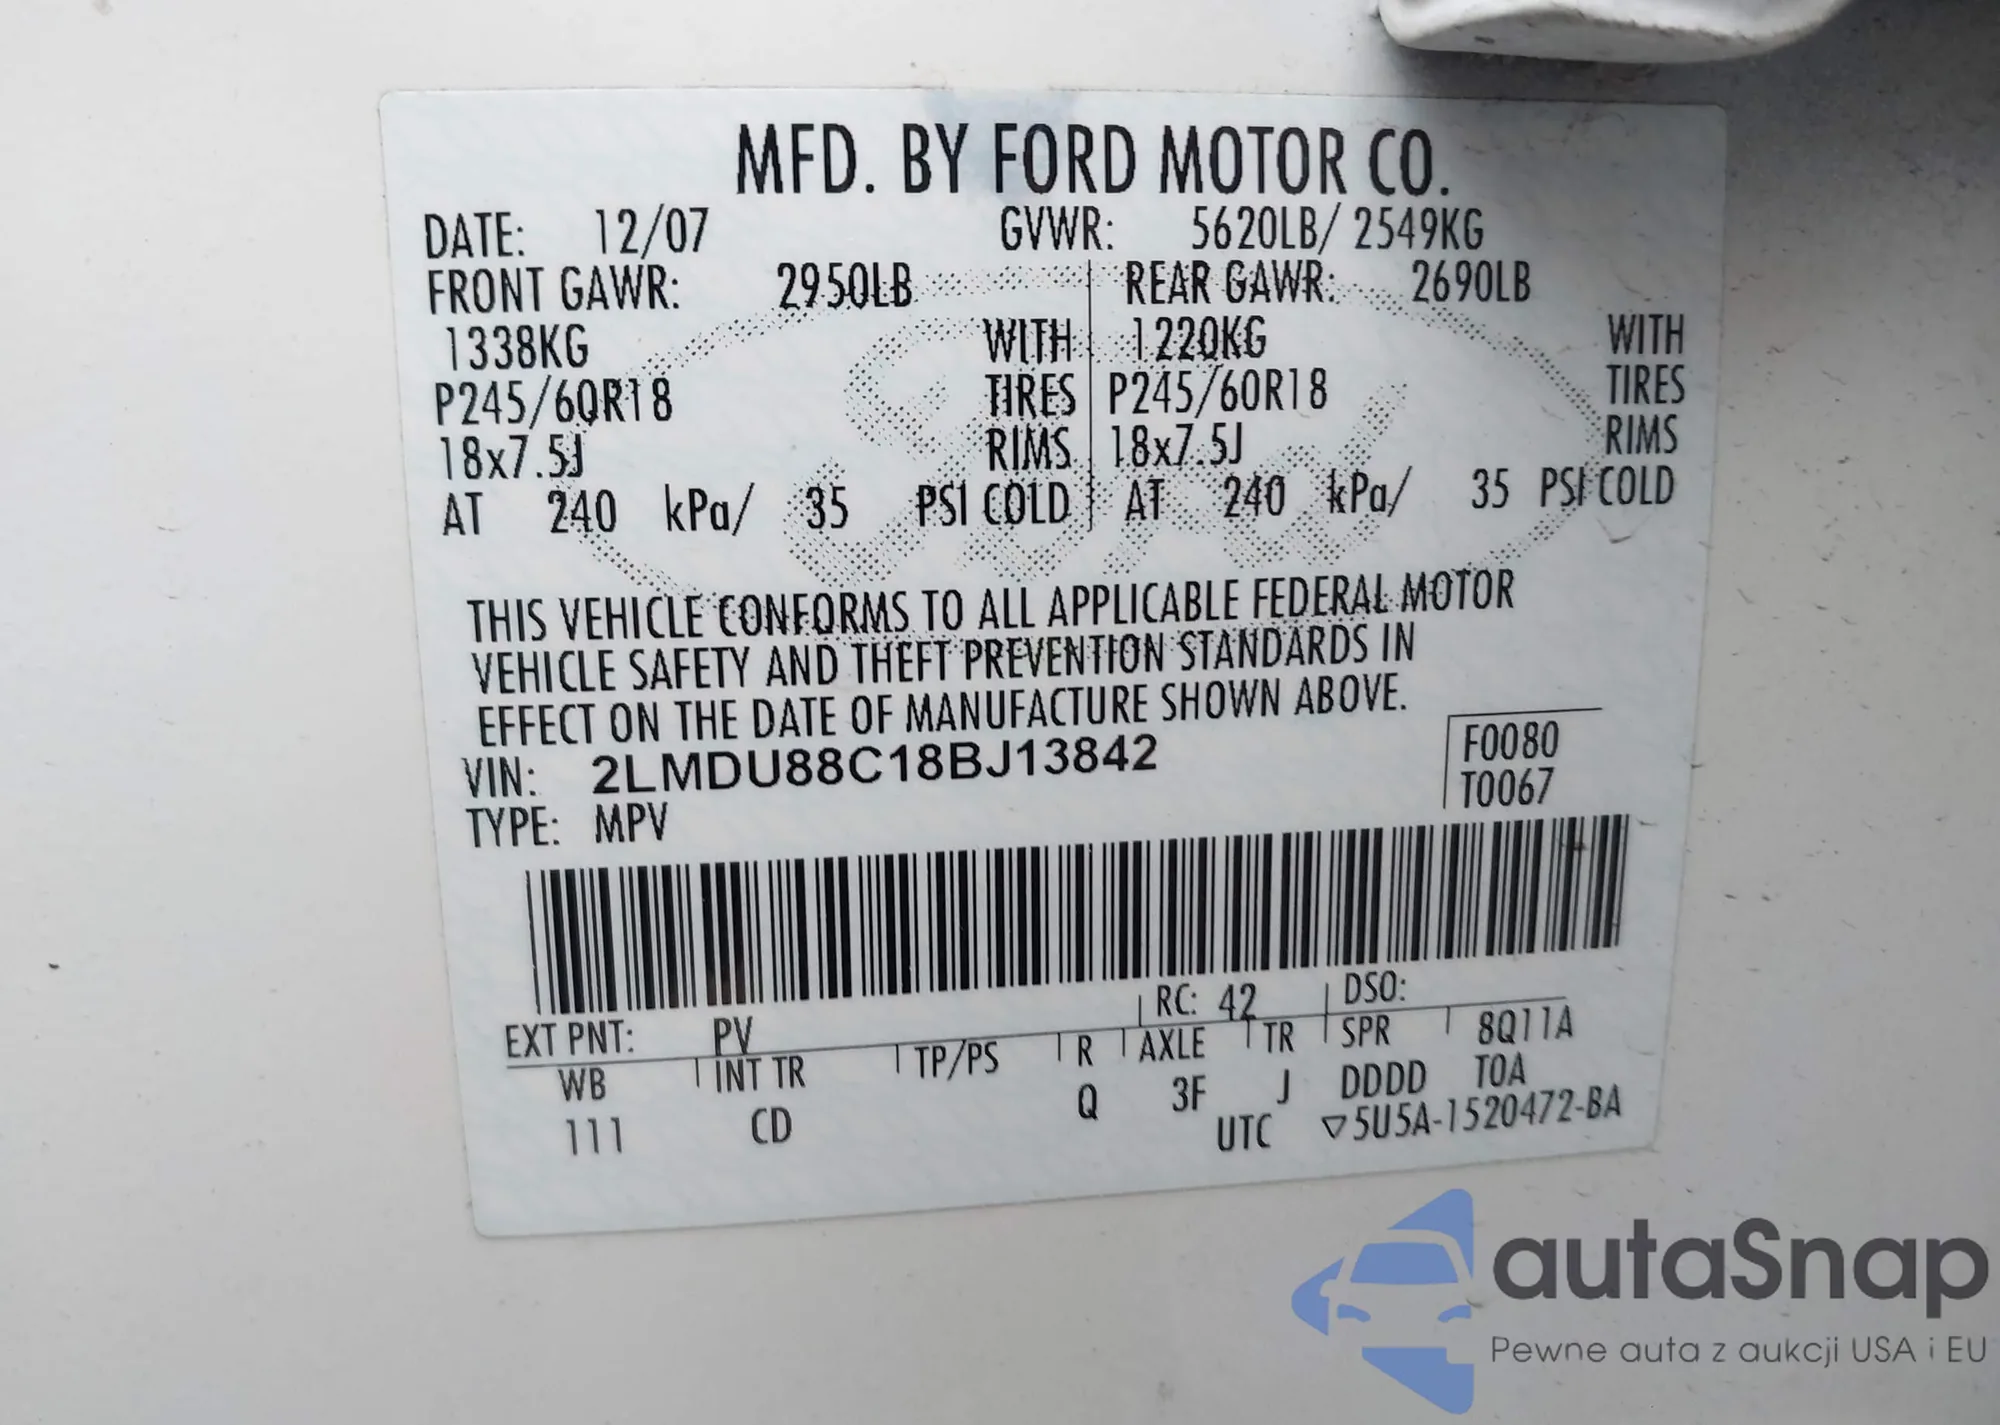 MFD. BY FORD MOTOR CO.
DATE: 12/07 GVWR: 5620LB/ 2549KG
FRONT GAWR: 2950LB REAR GAWR: 2690LB
1338KG WITH 1220KG WITH
P245/60R18 TIRES P245/60R18 TIRES
18x7.5J RIMS 18x7.5J RIMS
AT 240 kPa/ 35 PSI COLD AT 240 kPa/ 35 PSI COLD
THIS VEHICLE CONFORMS TO ALL APPLICABLE FEDERAL MOTOR
VEHICLE SAFETY AND THEFT PREVENTION STANDARDS IN
EFFECT ON THE DATE OF MANUFACTURE SHOWN ABOVE.
VIN: 2LMDU88C18BJ13842 F0080
TYPE: MPV T0067
EXT PNT: PV RC: 42 DSO:
WB INT TR TP/PS R AXLE TR SPR 8Q11A
111 CD Q 3F J DDDD TOA
UTC ▽5U5A-1520472-BA
autaSnap
Pewne auta z aukcji USA i EU